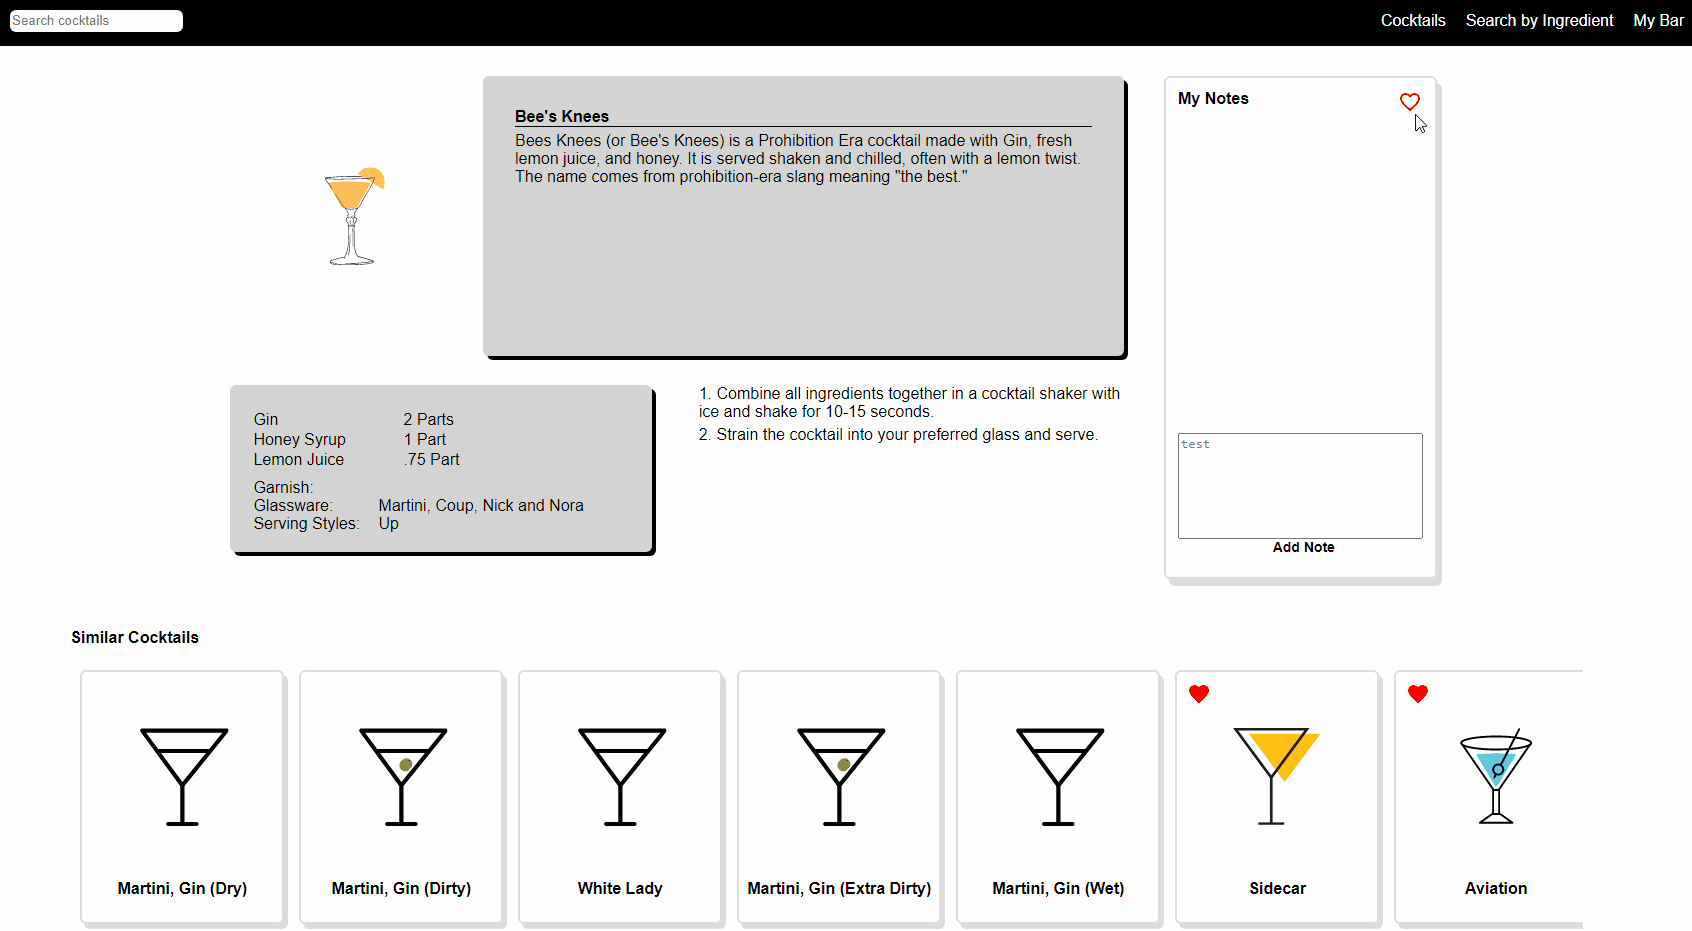 Search cocktails
Cocktails Search by Ingredient My Bar
Bee's Knees
Bees Knees (or Bee's Knees) is a Prohibition Era cocktail made with Gin, fresh
lemon juice, and honey. It is served shaken and chilled, often with a lemon twist.
The name comes from prohibition-era slang meaning "the best."
My Notes
Gin 2 Parts
Honey Syrup 1 Part
Lemon Juice .75 Part
Garnish:
Glassware: Martini, Coup, Nick and Nora
Serving Styles: Up
1. Combine all ingredients together in a cocktail shaker with
ice and shake for 10-15 seconds.
2. Strain the cocktail into your preferred glass and serve.
test
Add Note
Similar Cocktails
Martini, Gin (Dry)
Martini, Gin (Dirty)
White Lady
Martini, Gin (Extra Dirty)
Martini, Gin (Wet)
Sidecar
Aviation